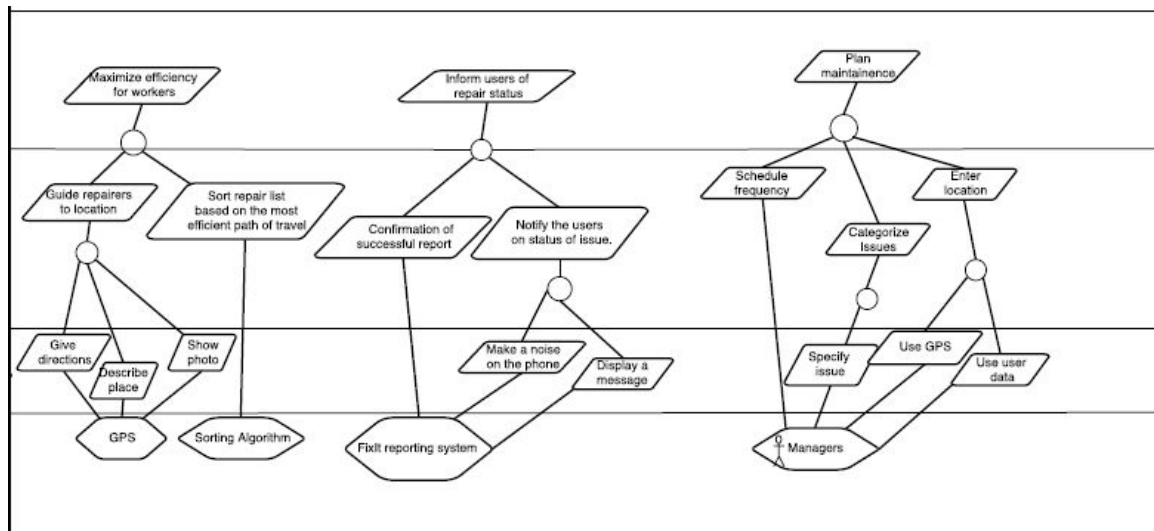 Maximize efficiency
for workers
Inform users of
repair status
Plan
maintainence
Guide repairers
to location
Sort repair list
based on the most
efficient path of travel
Confirmation of
successful report
Notify the users
on status of issue.
Schedule
frequency
Categorize
Issues
Enter
location
Give
directions
Describe
place
Show
photo
Make a noise
on the phone
Display a
message
Specify
issue
Use GPS
Use user
data
GPS
Sorting Algorithm
FixIt reporting system
Managers